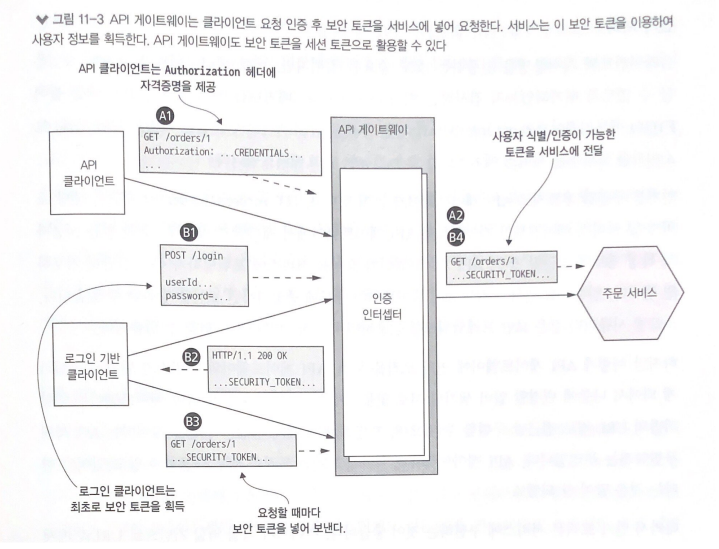 그림 11-3 API 게이트웨이는 클라이언트 요청 인증 후 보안 토큰을 서비스에 넣어 요청한다. 서비스는 이 보안 토큰을 이용하여
사용자 정보를 획득한다. API 게이트웨이도 보안 토큰을 세션 토큰으로 활용할 수 있다
API 클라이언트는 Authorization 헤더에
자격증명을 제공
A1
GET /orders/1
Authorization: ...CREDENTIALS...
...
API
클라이언트
API 게이트웨이
사용자 식별/인증이 가능한
토큰을 서비스에 전달
A2
B4
GET /orders/1
...SECURITY_TOKEN...
주문 서비스
B1
POST /login
userId=...
password=...
인증
인터셉터
로그인 기반
클라이언트
B2
HTTP/1.1 200 OK
...SECURITY_TOKEN...
B3
GET /orders/1
...SECURITY_TOKEN...
로그인 클라이언트는
최초로 보안 토큰을 획득
요청할 때마다
보안 토큰을 넣어 보낸다.